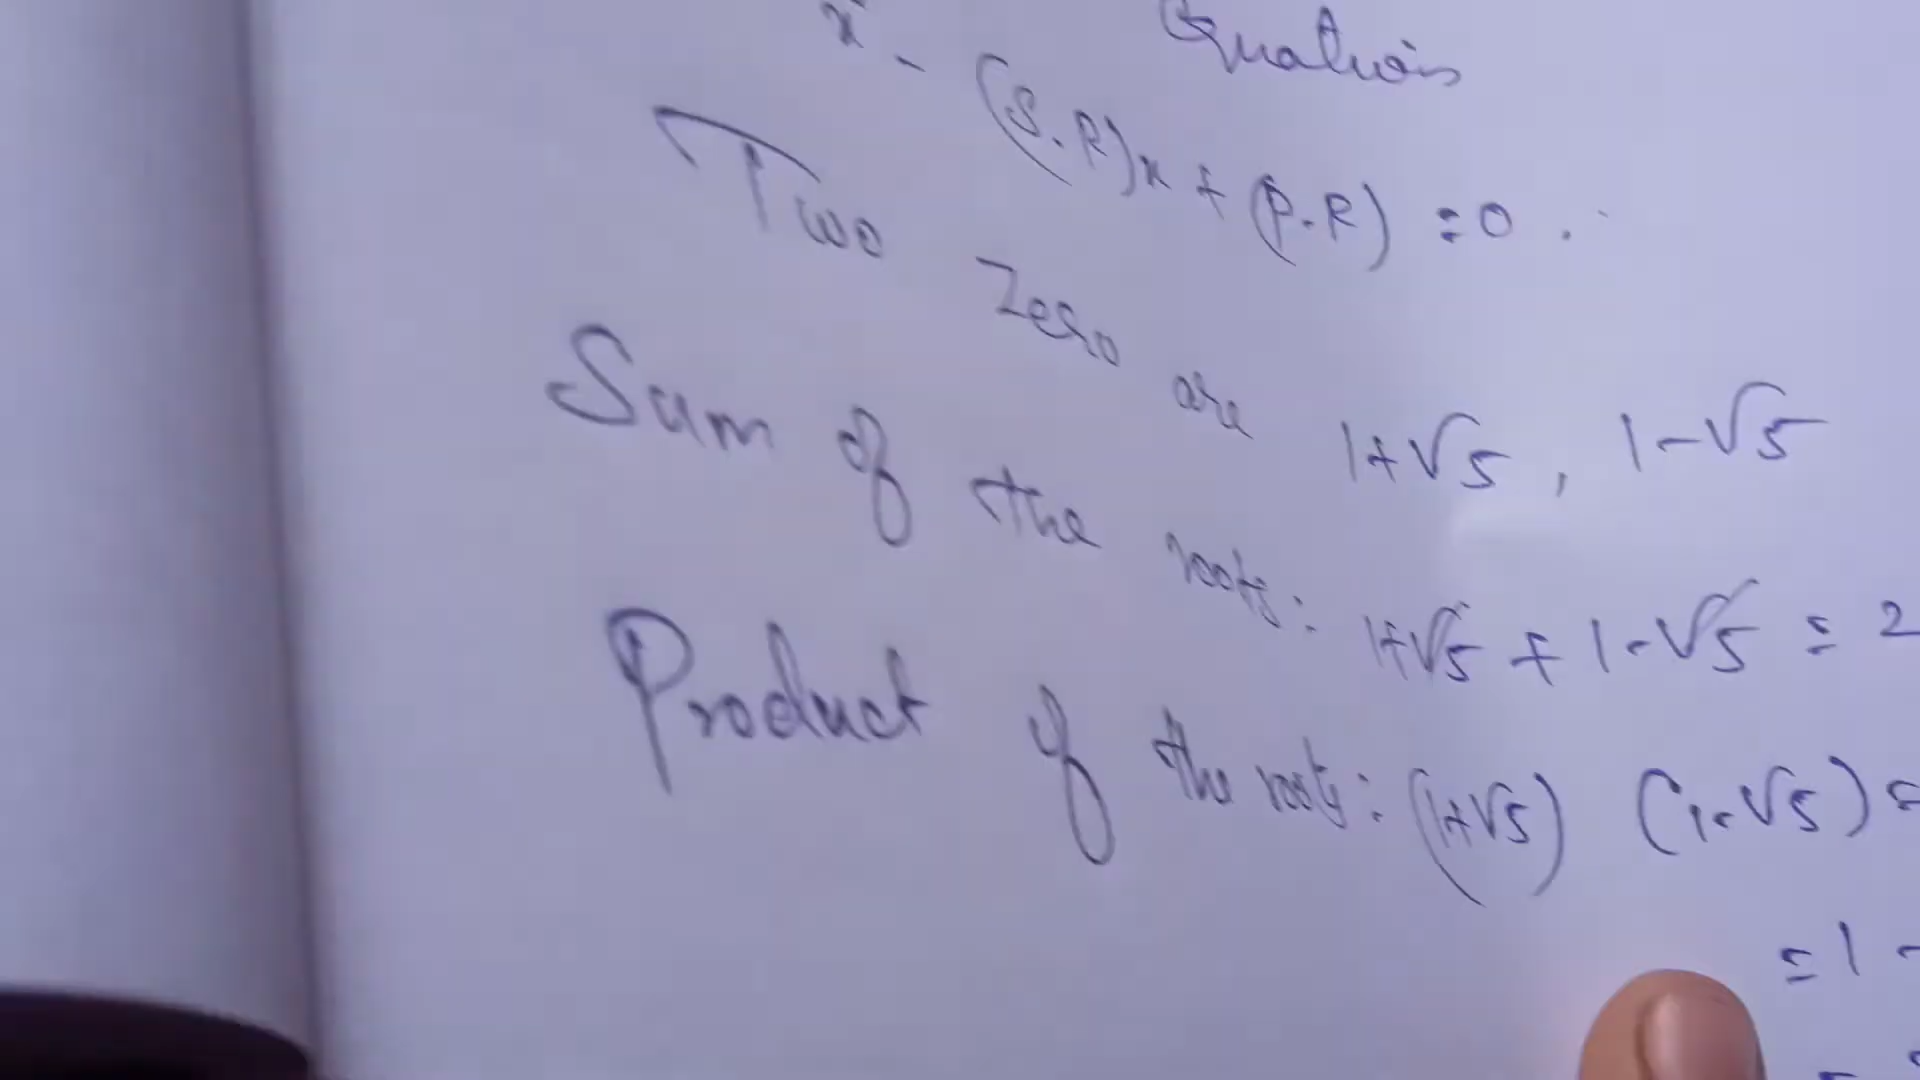 Equation
x² - (S.R)x + (P.R) = 0.
Two Zero are 1+√5, 1-√5
Sum of the roots: 1+√5 + 1-√5 = 2
Product of the roots: (1+√5) (1-√5) =
= 1 -